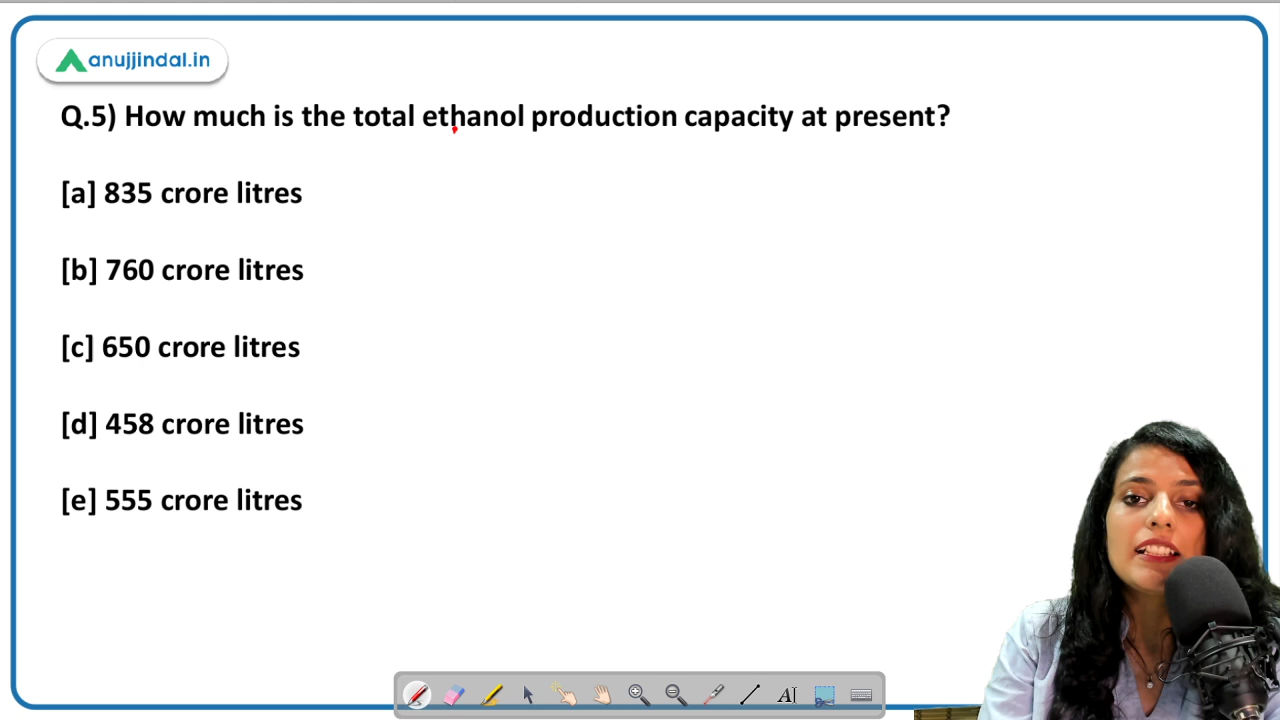 anujjindal.in
Q.5) How much is the total ethanol production capacity at present?
[a] 835 crore litres
[b] 760 crore litres
[c] 650 crore litres
[d] 458 crore litres
[e] 555 crore litres
A